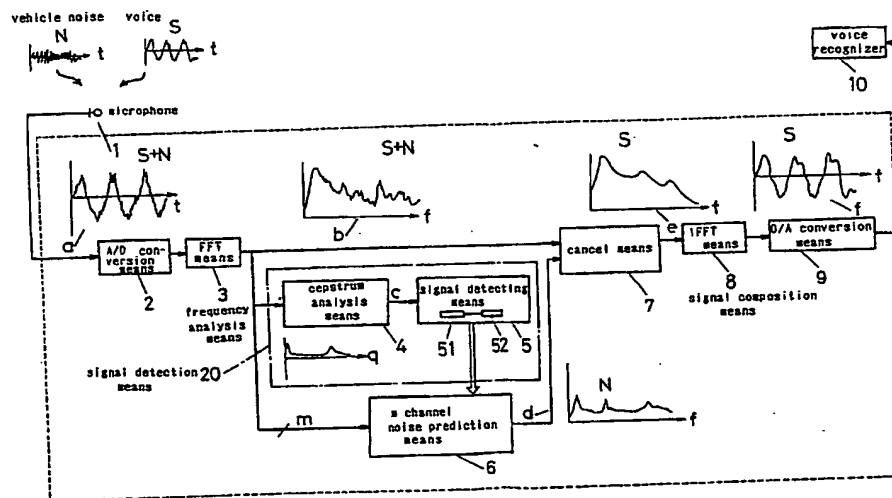 vehicle noise
N
t
voice
S
t
voice
recognizer
10
microphone
1
S+N
t
a
S+N
f
b
S
f
e
S
t
f
A/D con-
version
means
2
FFT
means
3
frequency
analysis
means
cepstrum
analysis
means
4
c
signal detecting
means
51
52
5
q
signal detection
means
20
m
m channel
noise prediction
means
6
d
N
f
cancel means
7
IFFT
means
8
signal composition
means
D/A conversion
means
9